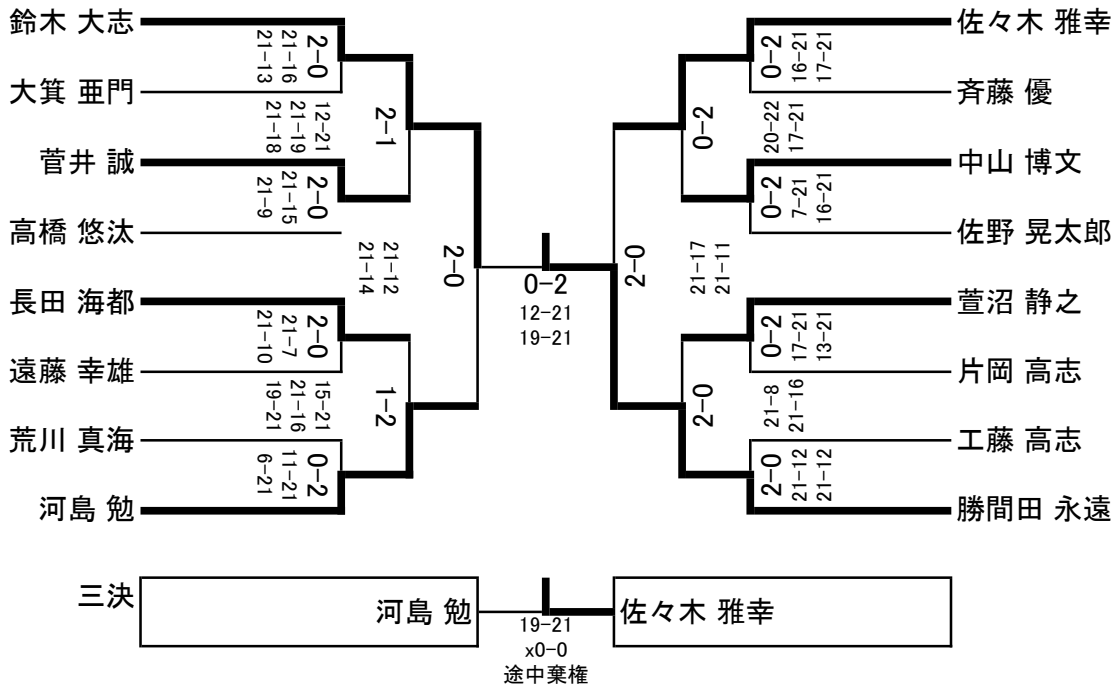 鈴木 大志
大箕 亜門
菅井 誠
高橋 悠汰
長田 海都
遠藤 幸雄
荒川 真海
河島 勉
2-0
21-16
21-13
2-0
21-15
21-9
2-0
21-7
21-10
0-2
11-21
6-21
2-1
12-21
21-19
21-18
1-2
15-21
21-16
19-21
2-0
21-12
21-14
0-2
12-21
19-21
2-0
21-17
21-11
0-2
20-22
17-21
2-0
21-8
21-16
0-2
16-21
17-21
0-2
7-21
16-21
0-2
17-21
13-21
2-0
21-12
21-12
佐々木 雅幸
斉藤 優
中山 博文
佐野 晃太郎
萱沼 静之
片岡 高志
工藤 高志
勝間田 永遠
三決
河島 勉
佐々木 雅幸
19-21
x0-0
途中棄権